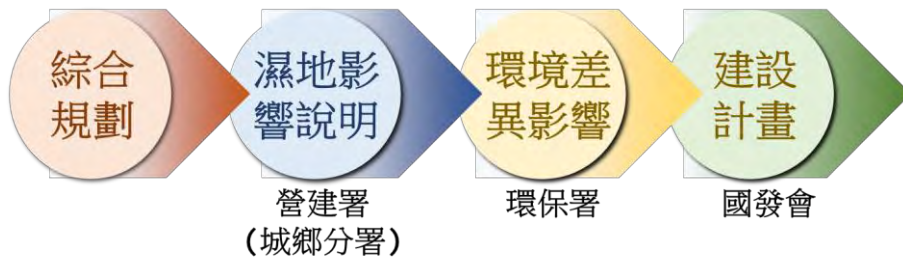 綜合
規劃
濕地影
響說明
環境差
異影響
建設
計畫
營建署
(城鄉分署)
環保署
國發會